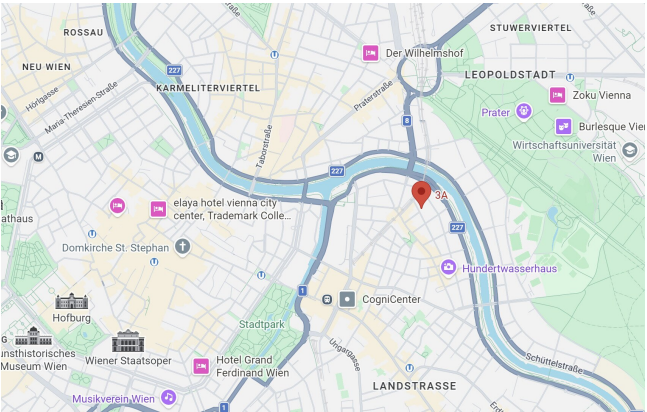 ROSSAU
STUWERVIERTEL
Der Wilhelmshof
NEU WIEN
227
LEOPOLDSTADT
KARMELITERVIERTEL
Hörlgasse
Maria-Theresien-Straße
Praterstraße
Zoku Vienna
Prater
8
Burlesque Vie
Taborstraße
Wirtschaftsuniversität
Wien
M
227
3A
elaya hotel vienna city
center, Trademark Colle...
athaus
227
Domkirche St. Stephan
U
Hundertwasserhaus
1
CogniCenter
Hofburg
Stadtpark
G
unsthistorisches
Museum Wien
Wiener Staatsoper
Ungargasse
Hotel Grand
Ferdinand Wien
Schüttelstraße
LANDSTRASSE
Musikverein Wien
1